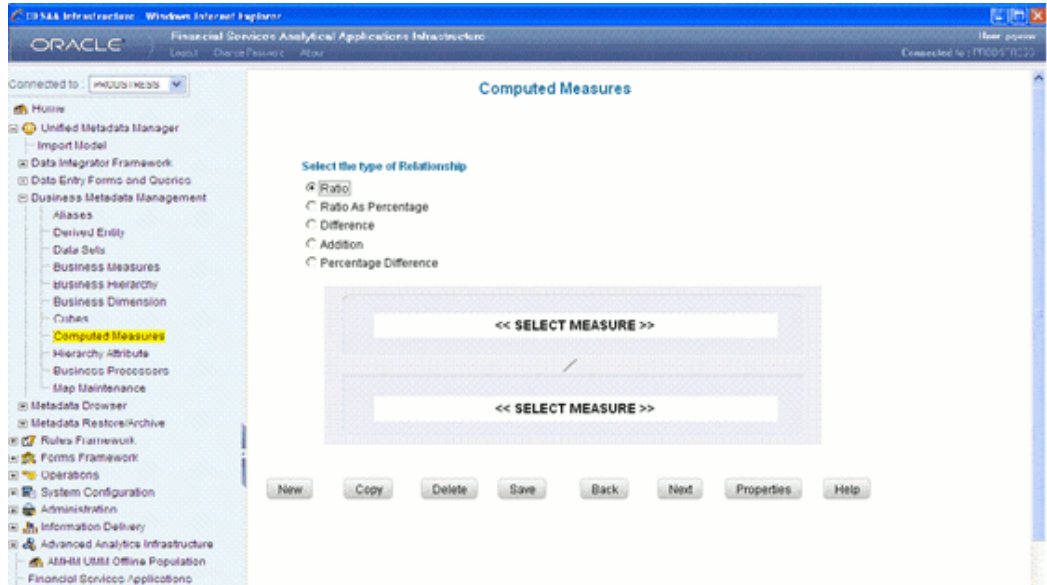 Windows Internet Explorer
ORACLE
Financial Services Analytical Applications Infrastructure
Logout Change Password About
User:
Connected to :
Connected to :
Home
Unified Metadata Manager
Import Model
Data Integrator Framework
Data Entry Forms and Queries
Business Metadata Management
Aliases
Derived Entity
Data Sets
Business Measures
Business Hierarchy
Business Dimension
Cubes
Computed Measures
Hierarchy Attribute
Business Processors
Map Maintenance
Metadata Browser
Metadata Restore/Archive
Rules Framework
Forms Framework
Operations
System Configuration
Administration
Information Delivery
Advanced Analytics Infrastructure
AMHM UMM Offline Population
Financial Services Applications
Computed Measures
Select the type of Relationship
Ratio
Ratio As Percentage
Difference
Addition
Percentage Difference
<< SELECT MEASURE >>
/
<< SELECT MEASURE >>
New Copy Delete Save Back Next Properties Help